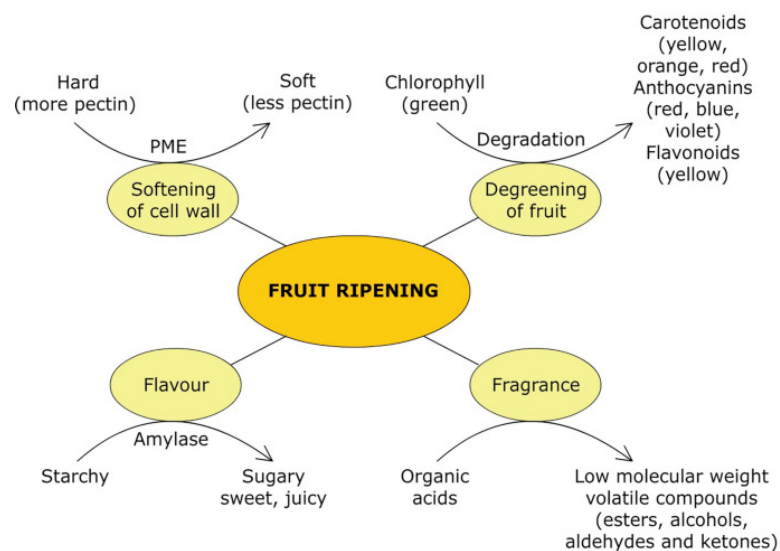 Hard
(more pectin)
Soft
(less pectin)
PME
Softening
of cell wall
Chlorophyll
(green)
Degradation
Carotenoids
(yellow,
orange, red)
Anthocyanins
(red, blue,
violet)
Flavonoids
(yellow)
Degreening
of fruit
FRUIT RIPENING
Flavour
Amylase
Starchy
Sugary
sweet, juicy
Fragrance
Organic
acids
Low molecular weight
volatile compounds
(esters, alcohols,
aldehydes and ketones)